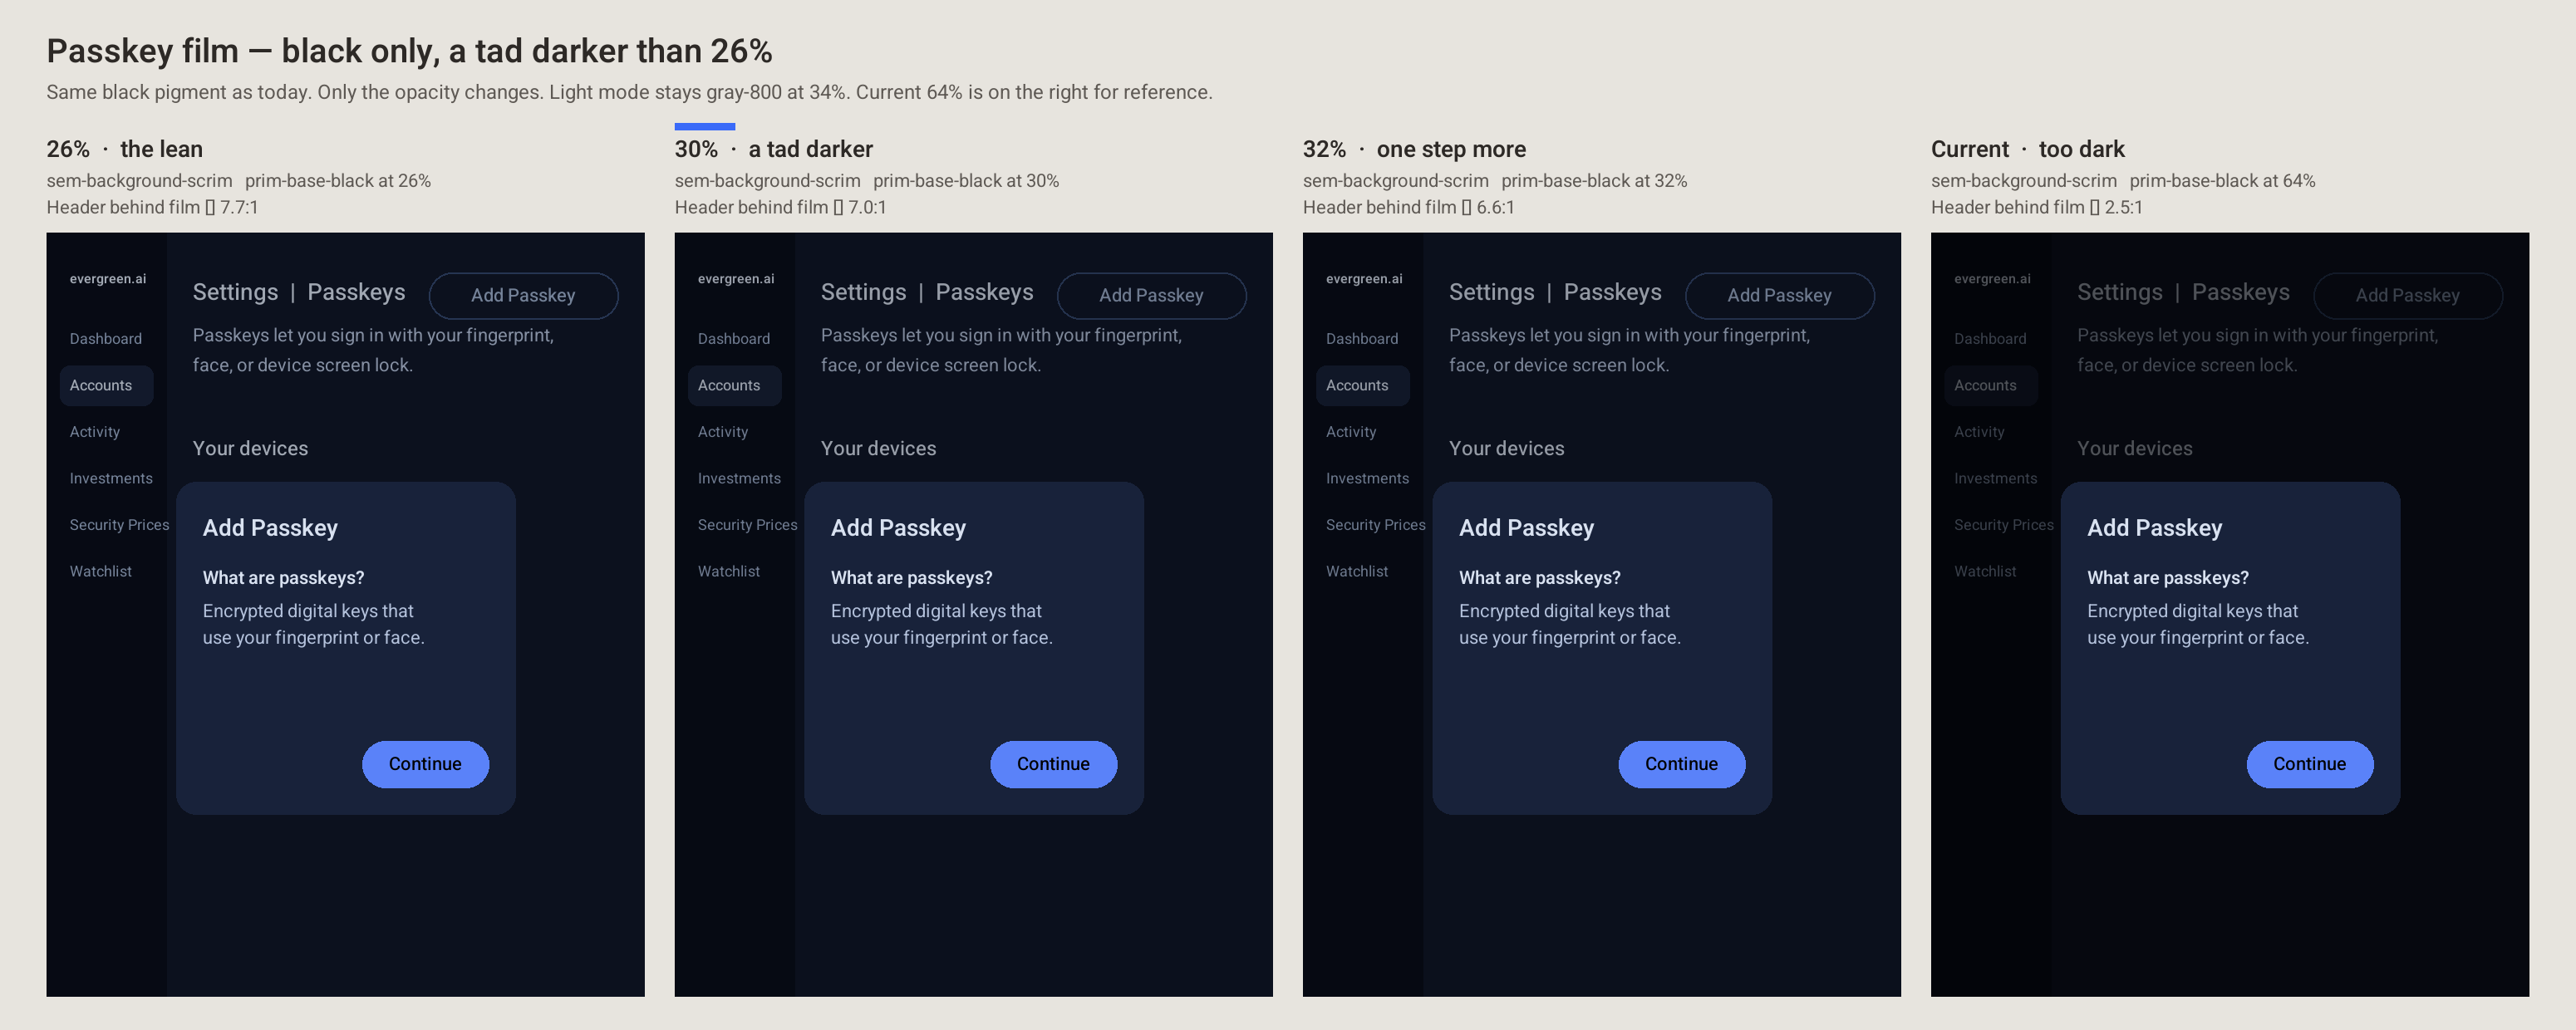 Passkey film — black only, a tad darker than 26%
Same black pigment as today. Only the opacity changes. Light mode stays gray-800 at 34%. Current 64% is on the right for reference.
26% · the lean
sem-background-scrim prim-base-black at 26%
Header behind film ▯ 7.7:1
evergreen.ai
Settings | Passkeys
Add Passkey
Passkeys let you sign in with your fingerprint,
face, or device screen lock.
Dashboard
Accounts
Activity
Investments
Security Prices
Watchlist
Your devices
Add Passkey
What are passkeys?
Encrypted digital keys that
use your fingerprint or face.
Continue
30% · a tad darker
sem-background-scrim prim-base-black at 30%
Header behind film ▯ 7.0:1
evergreen.ai
Settings | Passkeys
Add Passkey
Passkeys let you sign in with your fingerprint,
face, or device screen lock.
Dashboard
Accounts
Activity
Investments
Security Prices
Watchlist
Your devices
Add Passkey
What are passkeys?
Encrypted digital keys that
use your fingerprint or face.
Continue
32% · one step more
sem-background-scrim prim-base-black at 32%
Header behind film ▯ 6.6:1
evergreen.ai
Settings | Passkeys
Add Passkey
Passkeys let you sign in with your fingerprint,
face, or device screen lock.
Dashboard
Accounts
Activity
Investments
Security Prices
Watchlist
Your devices
Add Passkey
What are passkeys?
Encrypted digital keys that
use your fingerprint or face.
Continue
Current · too dark
sem-background-scrim prim-base-black at 64%
Header behind film ▯ 2.5:1
evergreen.ai
Settings | Passkeys
Add Passkey
Passkeys let you sign in with your fingerprint,
face, or device screen lock.
Dashboard
Accounts
Activity
Investments
Security Prices
Watchlist
Your devices
Add Passkey
What are passkeys?
Encrypted digital keys that
use your fingerprint or face.
Continue